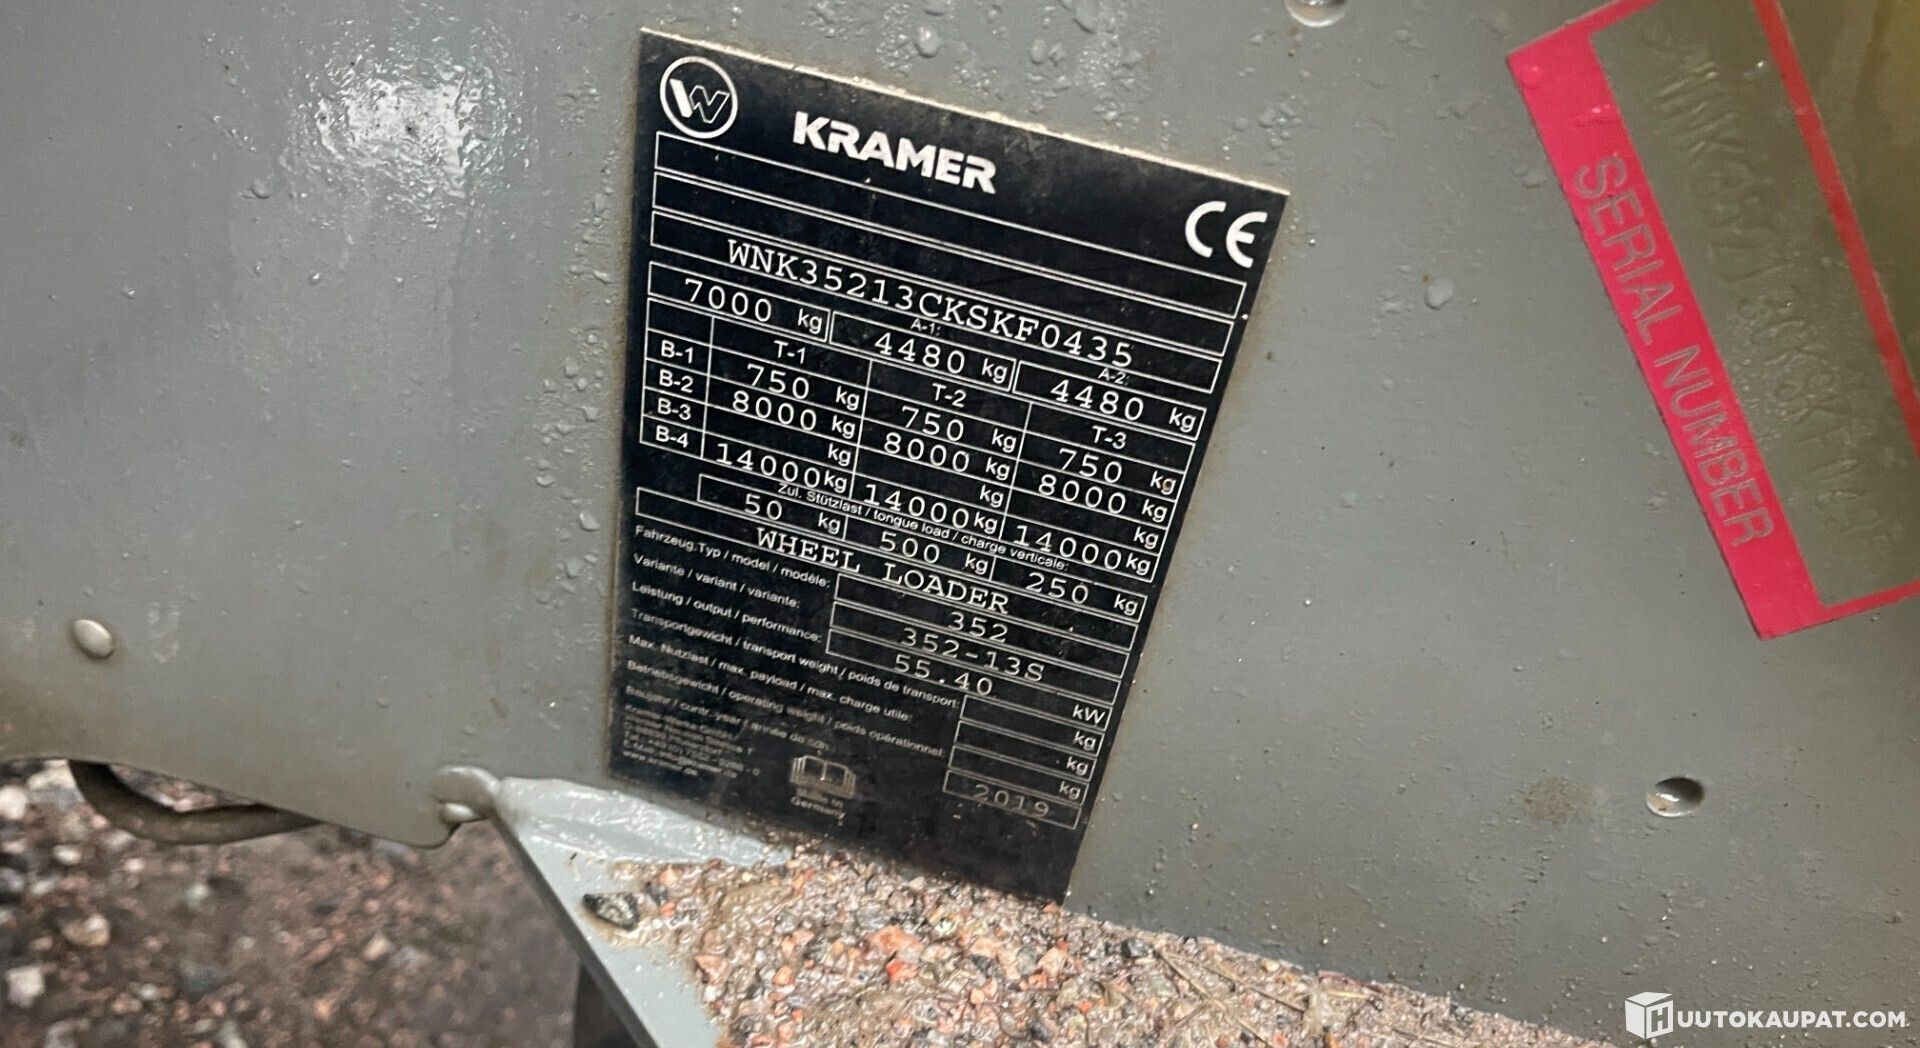 KRAMER
CE
WNK35213CKSKF0435
7000 kg A-1: 4480 kg A-2: 4480 kg
T-1 T-2 T-3
B-1 750 kg 750 kg 750 kg
B-2 8000 kg 8000 kg 8000 kg
B-3 kg kg kg
B-4 14000 kg 14000 kg 14000 kg
Zul. Stützlast / tongue load / charge verticale:
50 kg 500 kg 250 kg
WHEEL LOADER
Fahrzeug.Typ / model / modèle: 352
Variante / variant / variante: 352-13S
Leistung / output / performance: 55.40 kW
Transportgewicht / transport weight / poids de transport: kg
Max. Nutzlast / max. payload / max. charge utile: kg
Betriebsgewicht / operating weight / poids opérationnel: kg
Baujahr / year / année de 2019
Made in
Germany
SERIAL NUMBER
HUUTOKAUPAT.COM